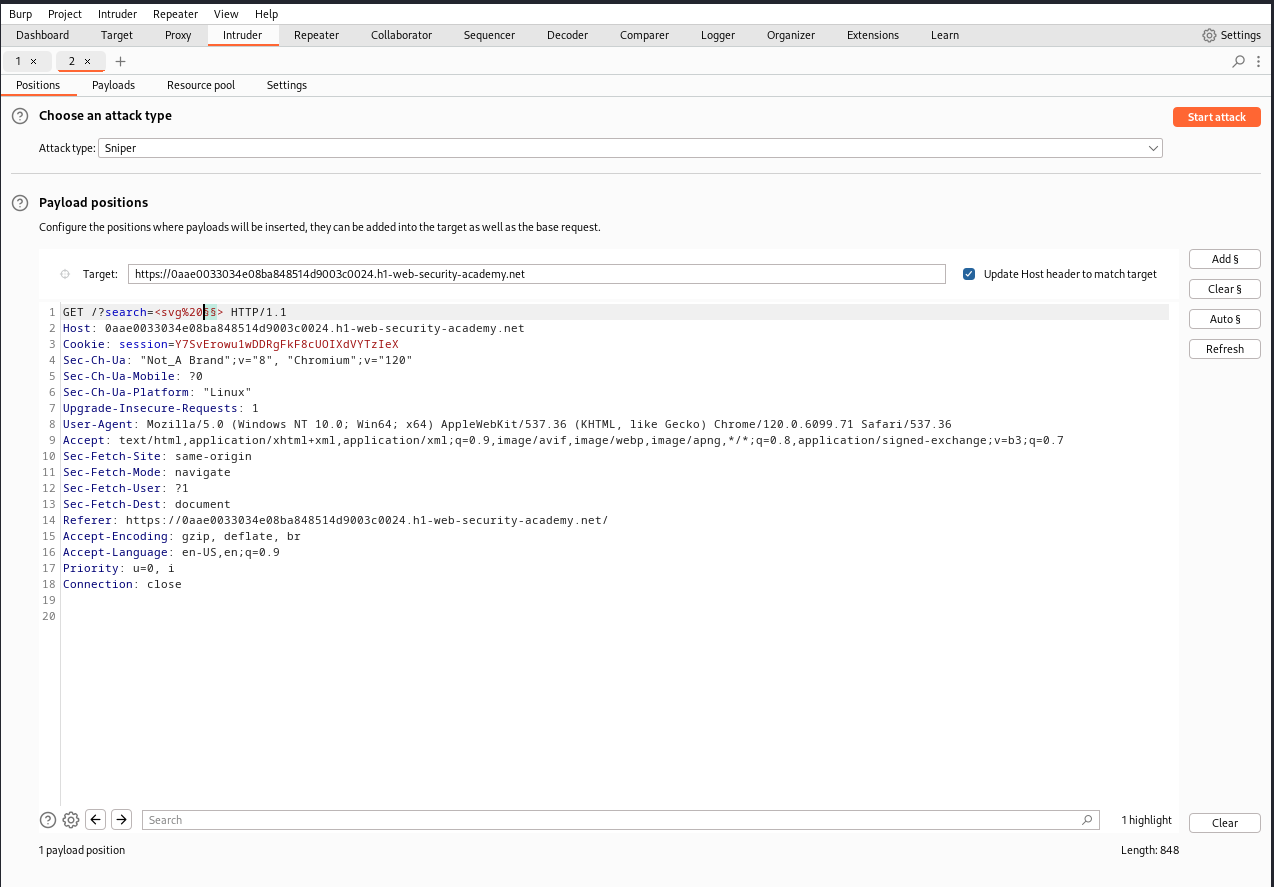 Burp Project Intruder Repeater View Help
Dashboard Target Proxy Intruder Repeater Collaborator Sequencer Decoder Comparer Logger Organizer Extensions Learn Settings
1 × 2 × +
Positions Payloads Resource pool Settings
? Choose an attack type Start attack
Attack type: Sniper
? Payload positions
Configure the positions where payloads will be inserted, they can be added into the target as well as the base request.
Add §
Target: https://0aae0033034e08ba848514d9003c0024.h1-web-security-academy.net Update Host header to match target
Clear §
Auto §
Refresh
1 GET /?search=<svg%20§§> HTTP/1.1
2 Host: 0aae0033034e08ba848514d9003c0024.h1-web-security-academy.net
3 Cookie: session=Y7SvErowu1wDDRgFkF8cUOIXdVYTzIeX
4 Sec-Ch-Ua: "Not_A Brand";v="8", "Chromium";v="120"
5 Sec-Ch-Ua-Mobile: ?0
6 Sec-Ch-Ua-Platform: "Linux"
7 Upgrade-Insecure-Requests: 1
8 User-Agent: Mozilla/5.0 (Windows NT 10.0; Win64; x64) AppleWebKit/537.36 (KHTML, like Gecko) Chrome/120.0.6099.71 Safari/537.36
9 Accept: text/html,application/xhtml+xml,application/xml;q=0.9,image/avif,image/webp,image/apng,*/*;q=0.8,application/signed-exchange;v=b3;q=0.7
10 Sec-Fetch-Site: same-origin
11 Sec-Fetch-Mode: navigate
12 Sec-Fetch-User: ?1
13 Sec-Fetch-Dest: document
14 Referer: https://0aae0033034e08ba848514d9003c0024.h1-web-security-academy.net/
15 Accept-Encoding: gzip, deflate, br
16 Accept-Language: en-US,en;q=0.9
17 Priority: u=0, i
18 Connection: close
19
20
? Search 1 highlight Clear
1 payload position Length: 848